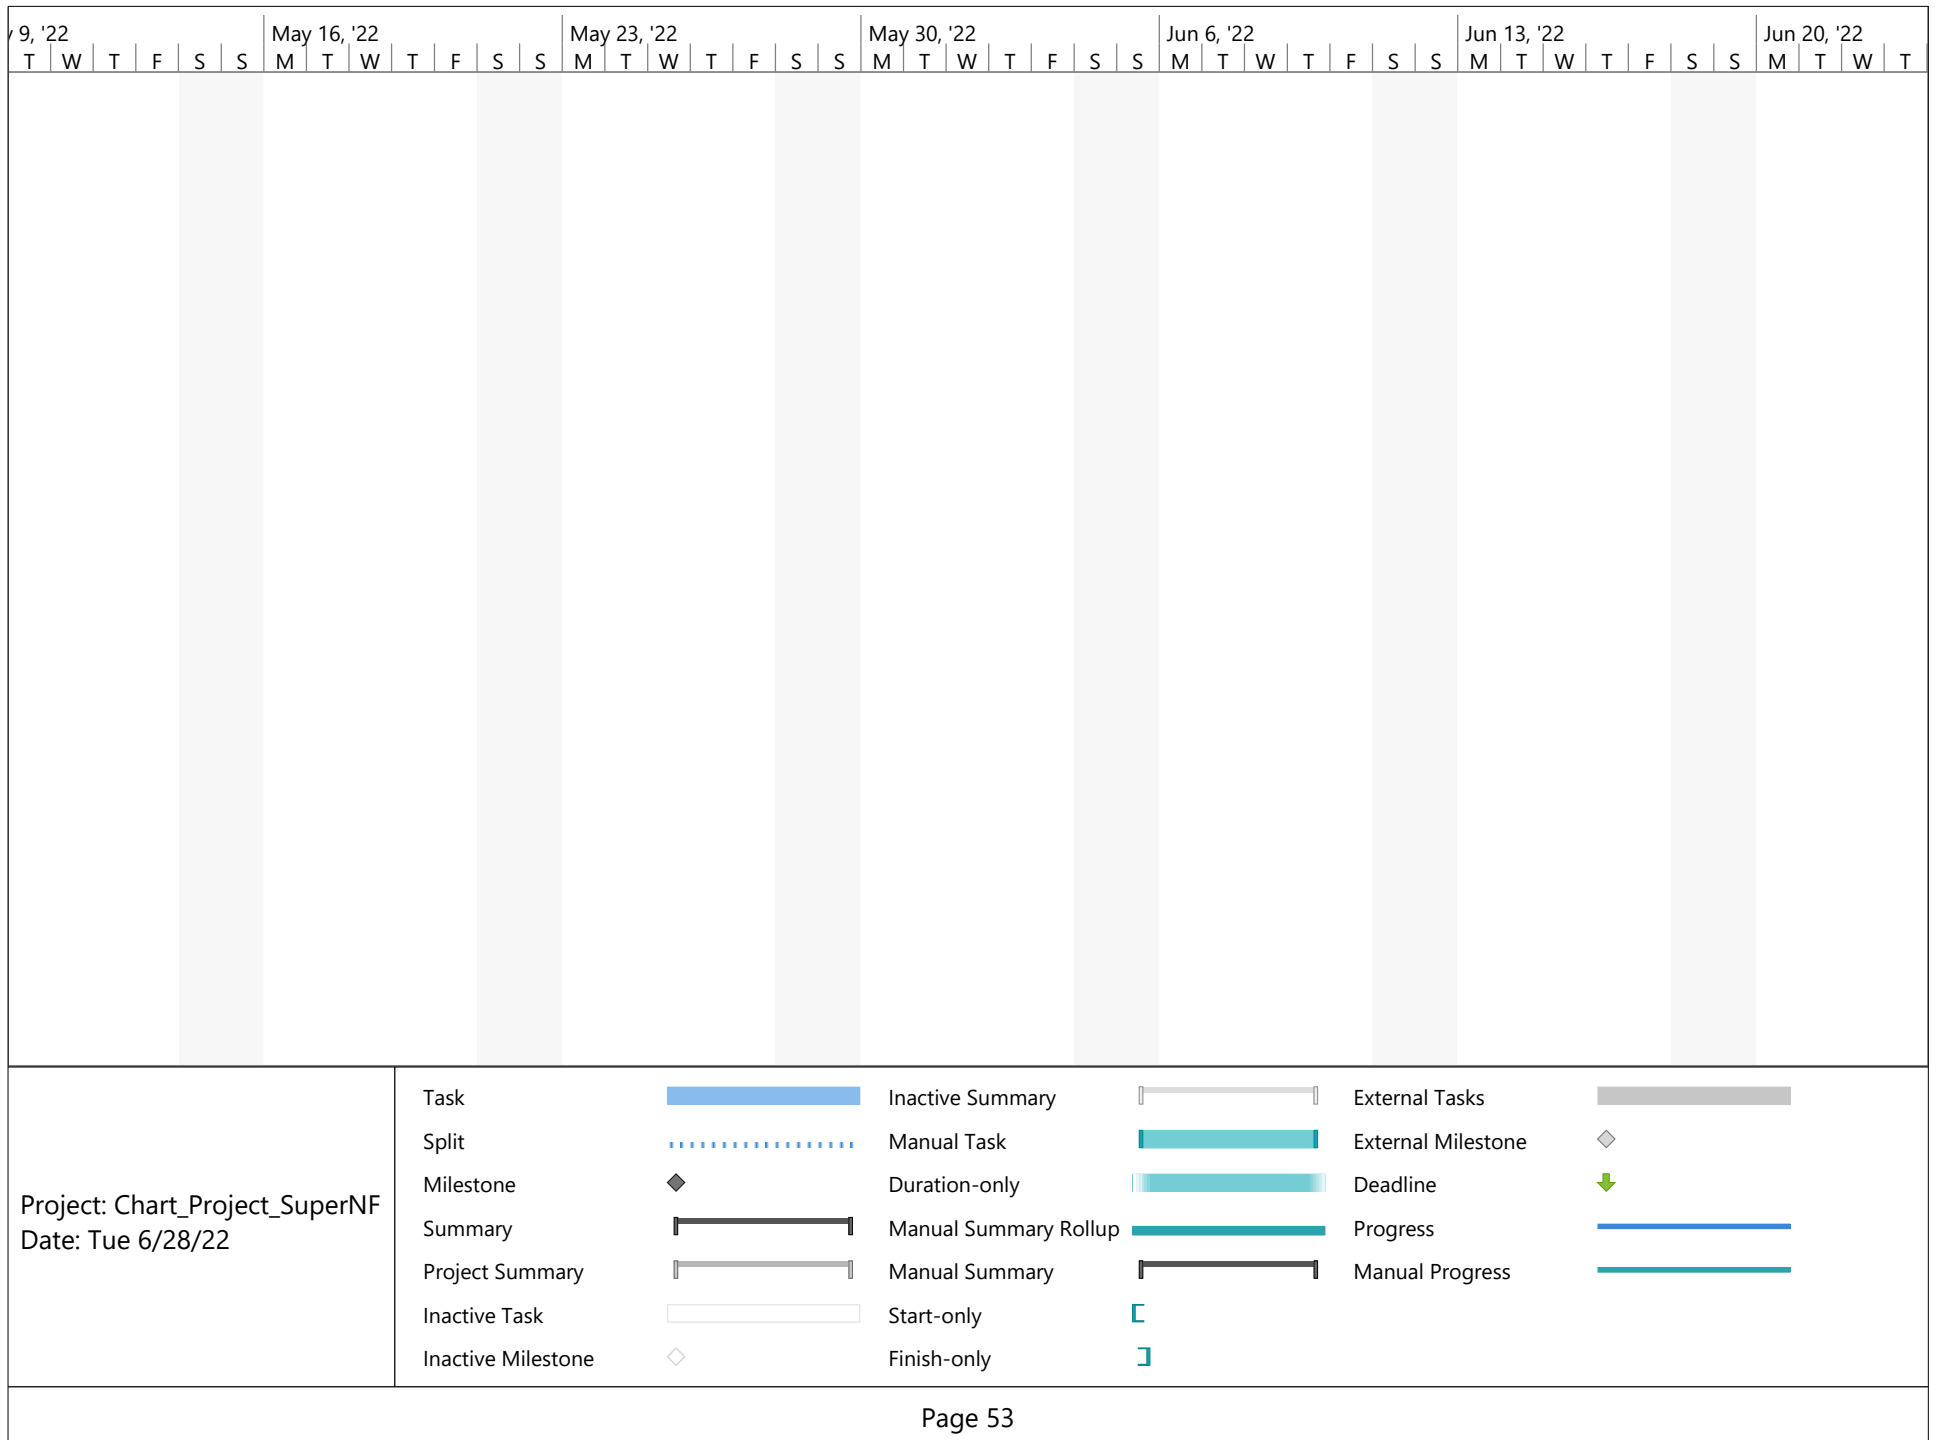 9, '22 May 16, '22 May 23, '22 May 30, '22 Jun 6, '22 Jun 13, '22 Jun 20, '22
T W T F S S M T W T F S S M T W T F S S M T W T F S S M T W T F S S M T W T F S S M T W T
Project: Chart_Project_SuperNF
Date: Tue 6/28/22
Task
Split
Milestone
Summary
Project Summary
Inactive Task
Inactive Milestone
Inactive Summary
Manual Task
Duration-only
Manual Summary Rollup
Manual Summary
Start-only
Finish-only
External Tasks
External Milestone
Deadline
Progress
Manual Progress
Page 53